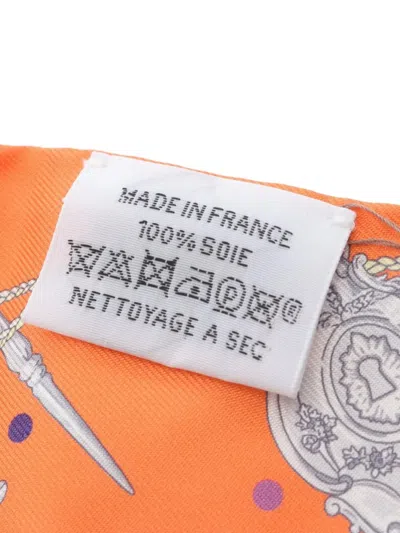 MADE IN FRANCE
100% SOIE
NETTOYAGE A SEC